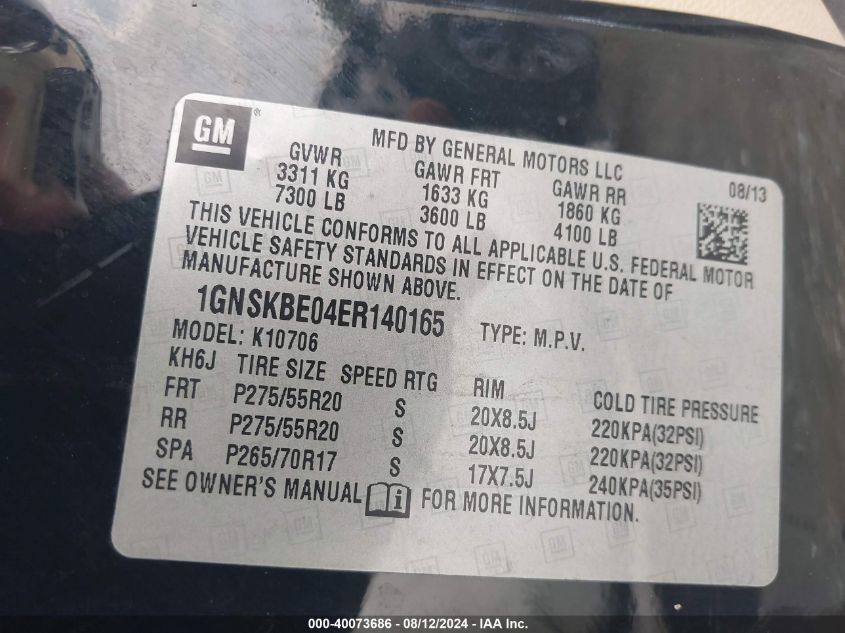 GM®
MFD BY GENERAL MOTORS LLC
GVWR GAWR FRT GAWR RR 08/13
3311 KG 1633 KG 1860 KG
7300 LB 3600 LB 4100 LB
THIS VEHICLE CONFORMS TO ALL APPLICABLE U.S. FEDERAL MOTOR
VEHICLE SAFETY STANDARDS IN EFFECT ON THE DATE OF
MANUFACTURE SHOWN ABOVE.
1GNSKBE04ER140165 TYPE: M.P.V.
MODEL: K10706
KH6J TIRE SIZE SPEED RTG RIM COLD TIRE PRESSURE
FRT P275/55R20 S 20X8.5J 220KPA(32PSI)
RR P275/55R20 S 20X8.5J 220KPA(32PSI)
SPA P265/70R17 S 17X7.5J 240KPA(35PSI)
SEE OWNER'S MANUAL i FOR MORE INFORMATION.
000-40073686 - 08/12/2024 - IAA Inc.